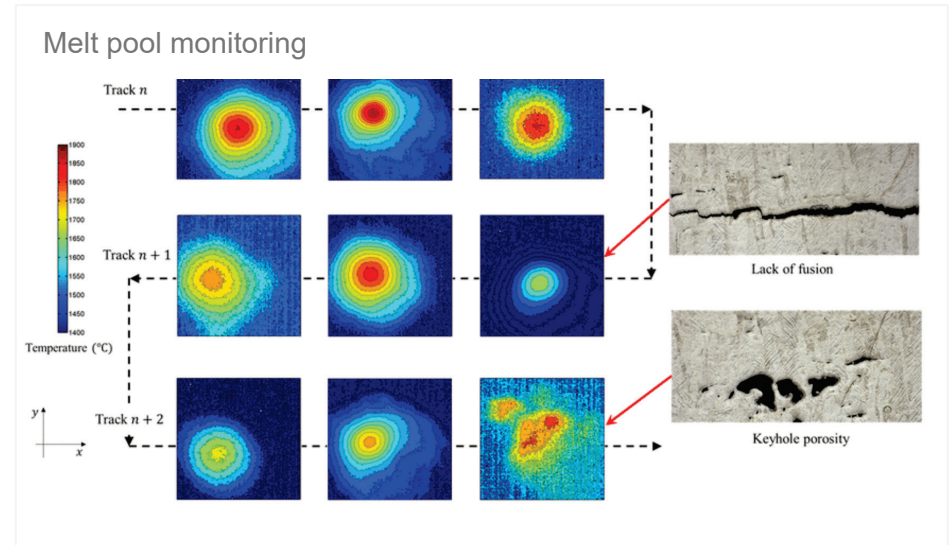 Melt pool monitoring
Track n
1900
1850
1800
1750
1700
1650
1600
1550
1500
1450
1400
Temperature (°C)
Track n + 1
Lack of fusion
Track n + 2
y
x
Keyhole porosity